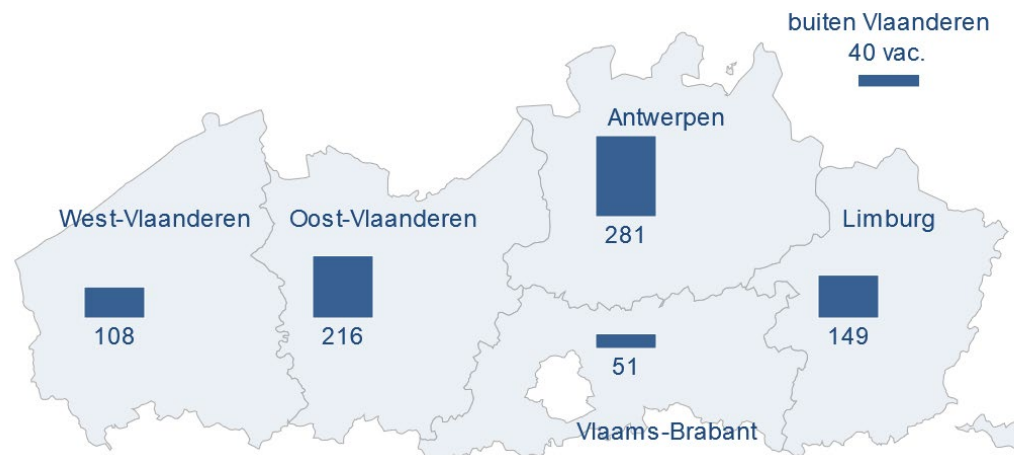 buiten Vlaanderen
40 vac.
Antwerpen
281
West-Vlaanderen
108
Oost-Vlaanderen
216
Limburg
149
51
Vlaams-Brabant